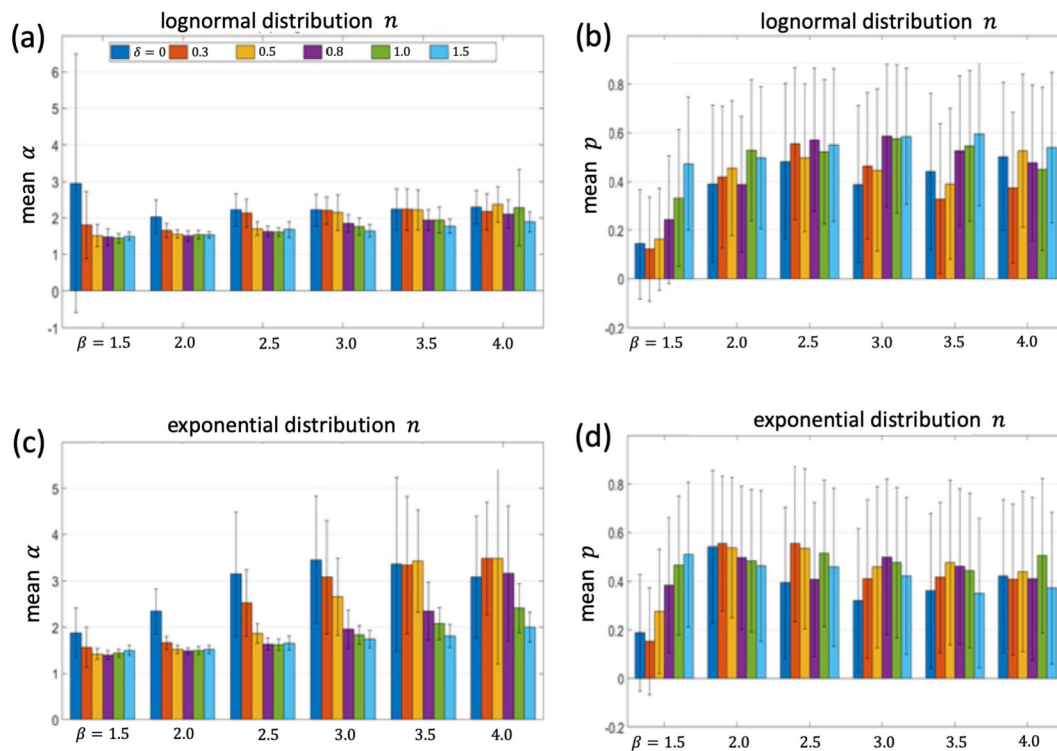 lognormal distribution n
(a)
δ = 0 0.3 0.5 0.8 1.0 1.5
7
6
5
4
3
2
1
0
-1
mean α
β = 1.5 2.0 2.5 3.0 3.5 4.0
lognormal distribution n
(b)
0.8
0.6
0.4
0.2
0
-0.2
mean p
β = 1.5 2.0 2.5 3.0 3.5 4.0
exponential distribution n
(c)
5
4
3
2
1
0
mean α
β = 1.5 2.0 2.5 3.0 3.5 4.0
exponential distribution n
(d)
0.8
0.6
0.4
0.2
0
-0.2
mean p
β = 1.5 2.0 2.5 3.0 3.5 4.0